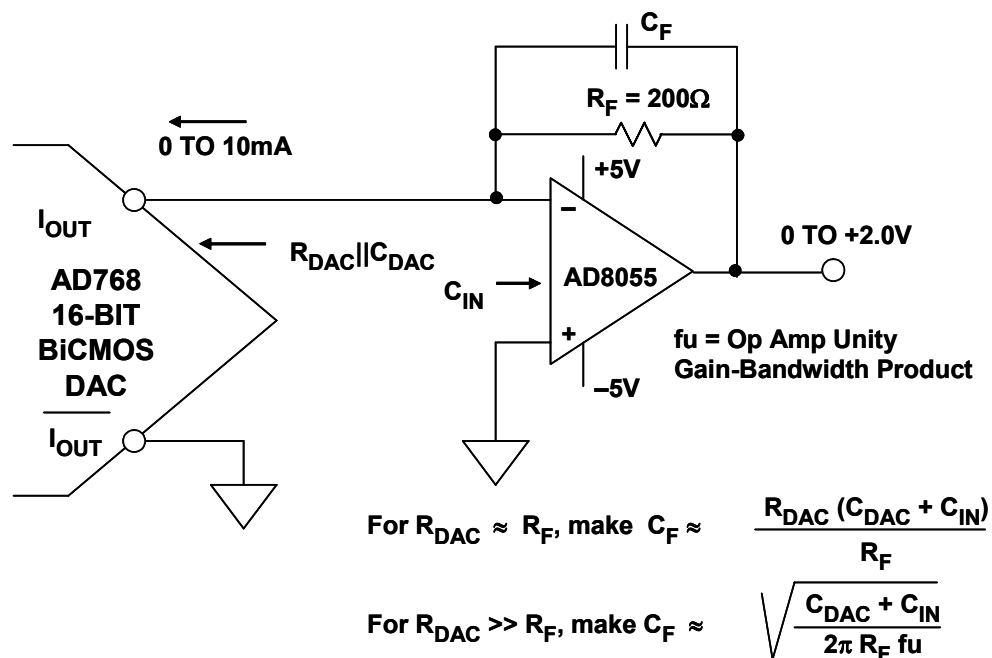 C_F
R_F = 200Ω
0 TO 10mA
+5V
–
I_OUT
R_DAC||C_DAC
0 TO +2.0V
AD768
16-BIT
BiCMOS
DAC
C_IN
AD8055
+
–5V
fu = Op Amp Unity
Gain-Bandwidth Product
I̅_OUT
For R_DAC ≈ R_F, make C_F ≈ R_DAC (C_DAC + C_IN) / R_F
For R_DAC >> R_F, make C_F ≈ √((C_DAC + C_IN) / (2π R_F fu))